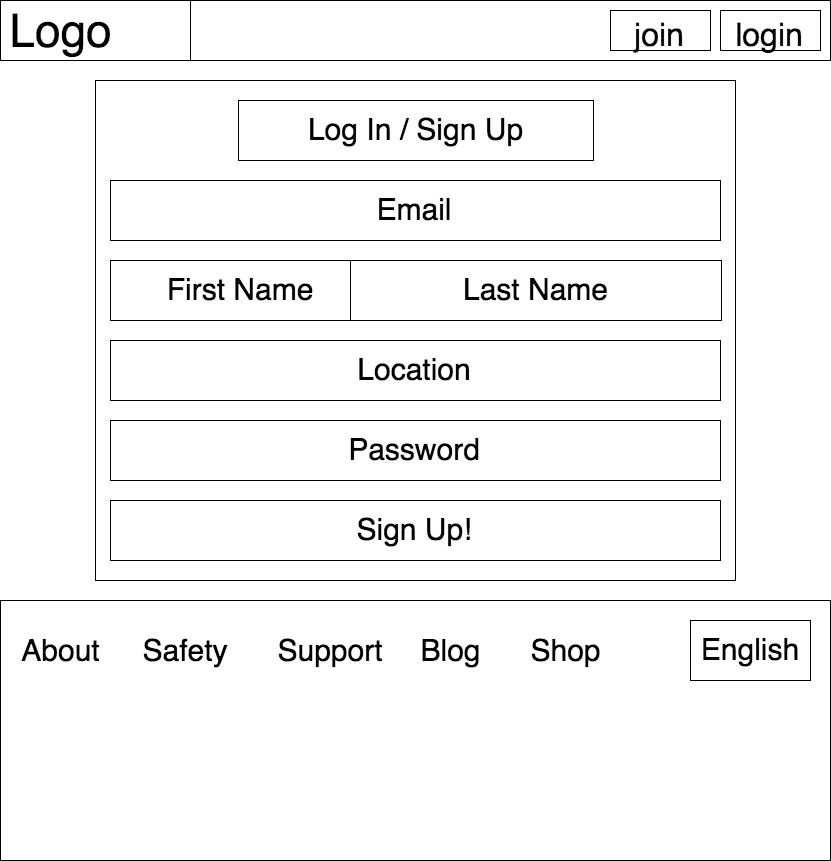 Logo
join
login
Log In / Sign Up
Email
First Name
Last Name
Location
Password
Sign Up!
About
Safety
Support
Blog
Shop
English